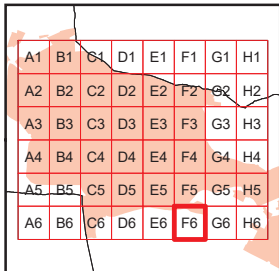 A1 B1 C1 D1 E1 F1 G1 H1
A2 B2 C2 D2 E2 F2 G2 H2
A3 B3 C3 D3 E3 F3 G3 H3
A4 B4 C4 D4 E4 F4 G4 H4
A5 B5 C5 D5 E5 F5 G5 H5
A6 B6 C6 D6 E6 F6 G6 H6